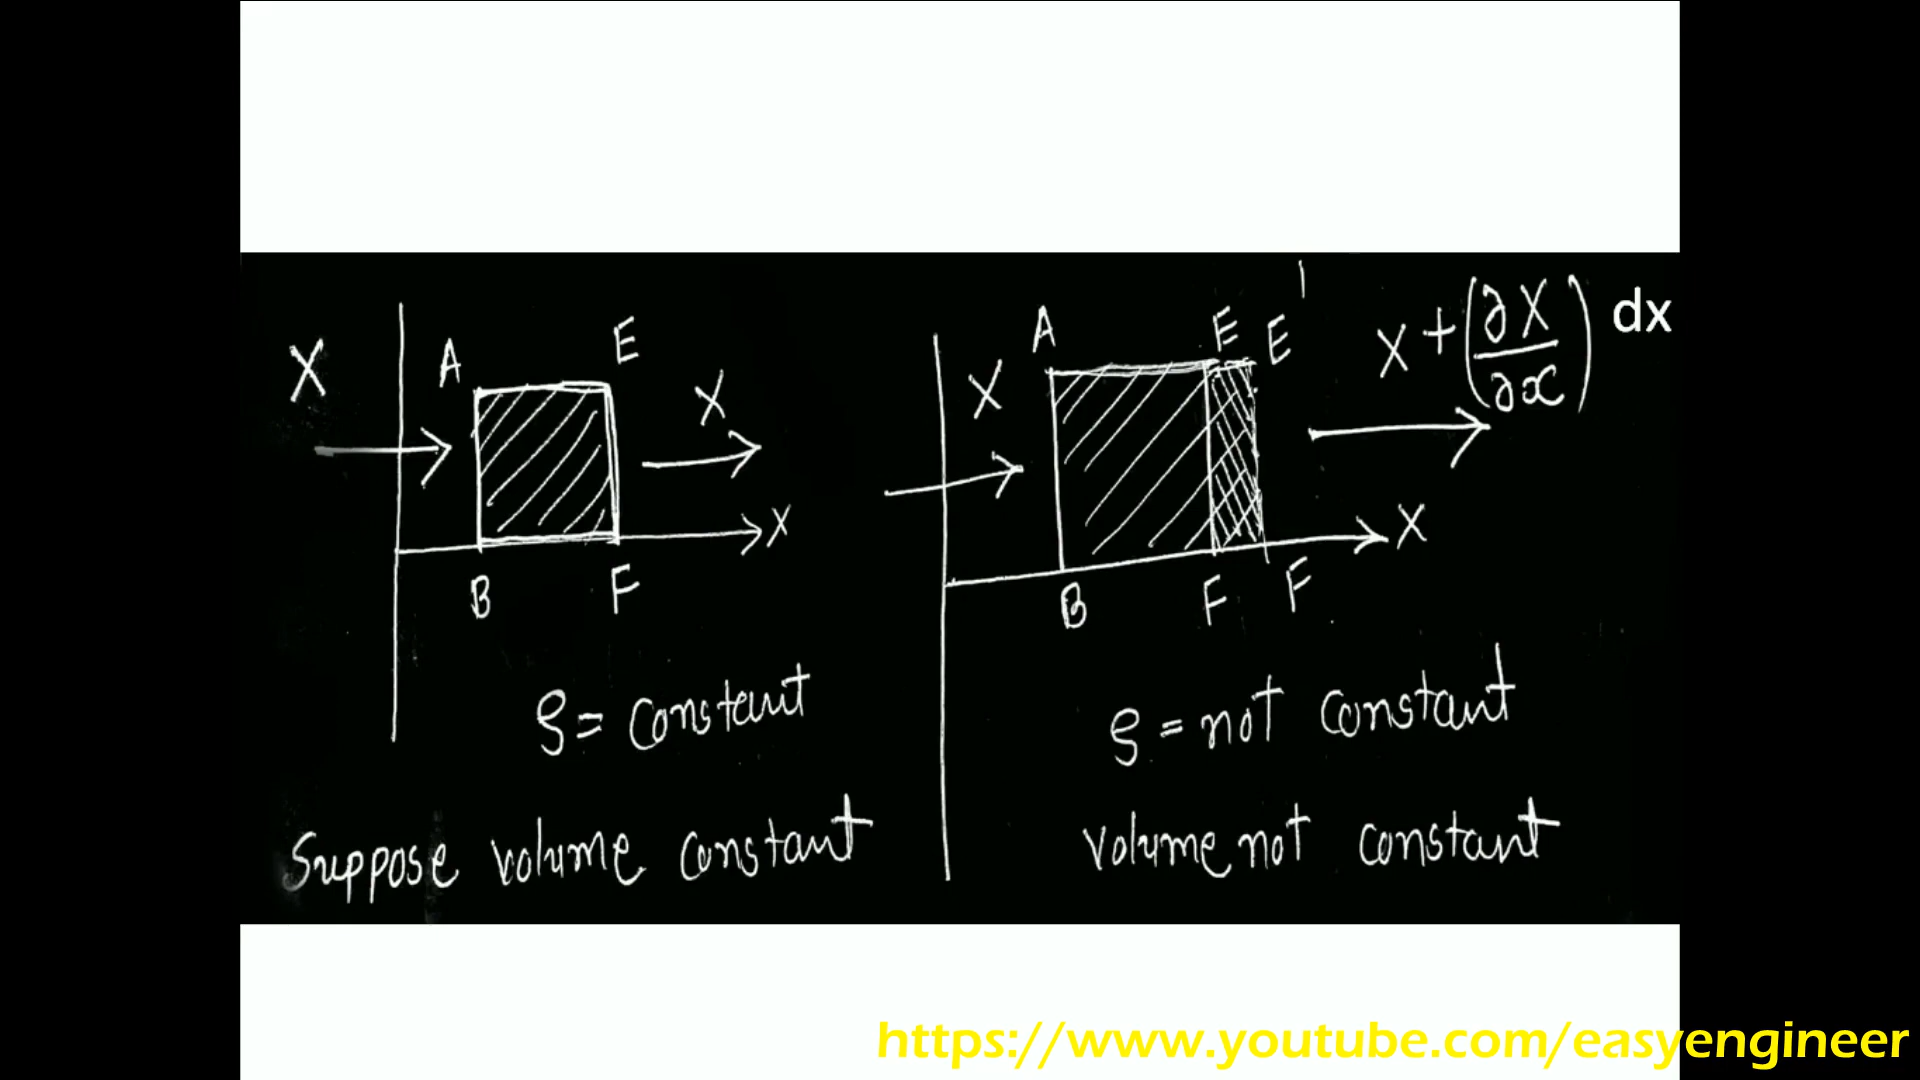 X
A
E
X
X
B
F
ρ = constant
Suppose volume constant
X
A
E
E'
X + (∂X/∂x) dx
X
B
F
F
ρ = not constant
volume not constant
https://www.youtube.com/easyengineer